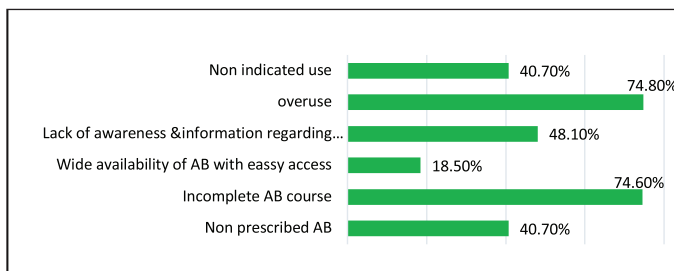 Non indicated use
40.70%
74.80%
overuse
Lack of awareness &information regarding...
48.10%
Wide availability of AB with eassy access
18.50%
74.60%
Incomplete AB course
Non prescribed AB
40.70%